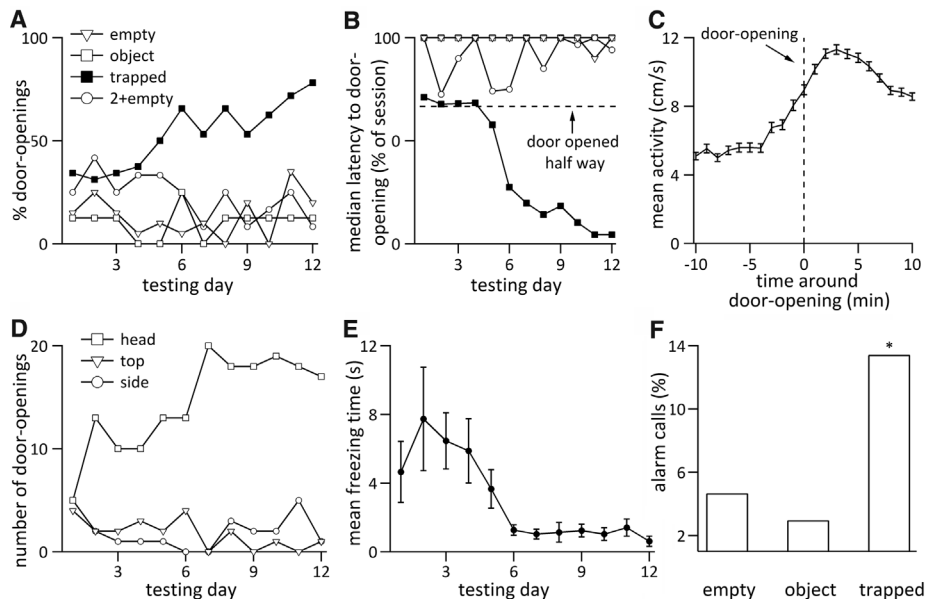 A
100
50
0
% door-openings
empty
object
trapped
2+empty
3 6 9 12
testing day
B
100
0
0
median latency to door-
opening (% of session)
door opened
half way
3 6 9 12
testing day
C
12
8
4
0
mean activity (cm/s)
door-opening
-10 -5 0 5 10
time around
door-opening (min)
D
20
10
0
number of door-openings
head
top
side
3 6 9 12
testing day
E
12
8
4
0
mean freezing time (s)
3 6 9 12
testing day
F
14
10
6
2
alarm calls (%)
*
empty object trapped